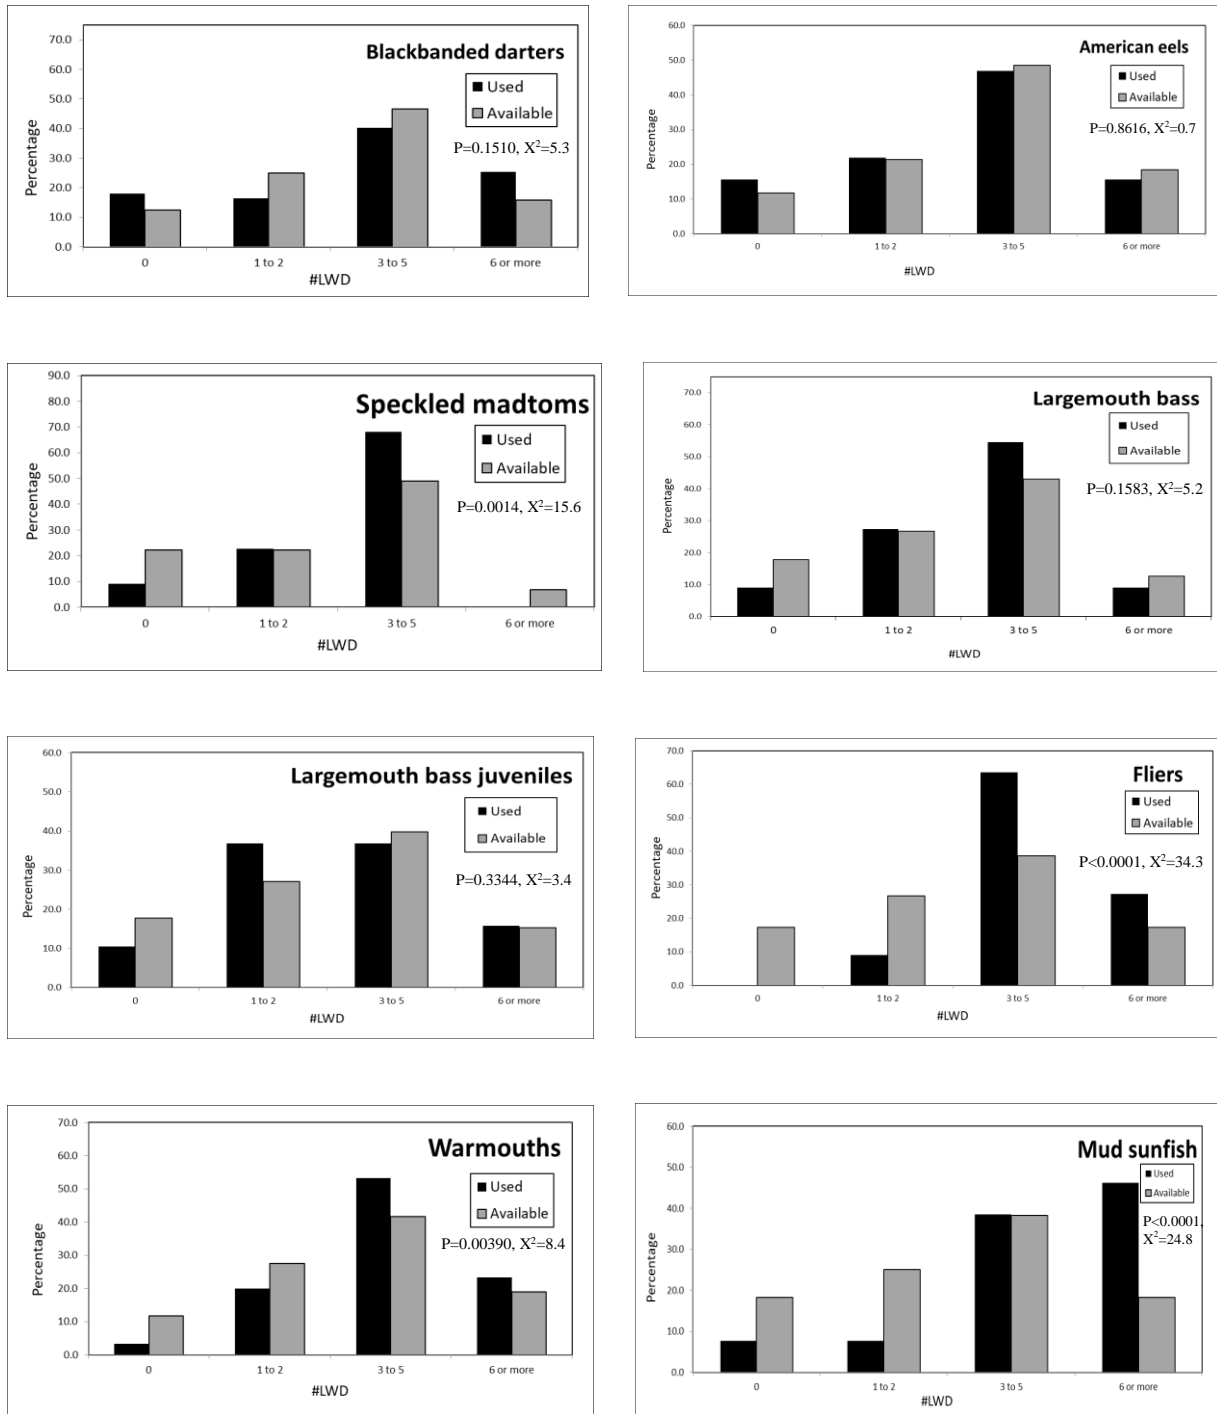 Blackbanded darters
Used
Available
P=0.1510, X²=5.3
Percentage
70.0
60.0
50.0
40.0
30.0
20.0
10.0
0.0
0 1 to 2 3 to 5 6 or more
#LWD
American eels
Used
Available
P=0.8616, X²=0.7
Percentage
60.0
50.0
40.0
30.0
20.0
10.0
0.0
0 1 to 2 3 to 5 6 or more
#LWD
Speckled madtoms
Used
Available
P=0.0014, X²=15.6
Percentage
90.0
80.0
70.0
60.0
50.0
40.0
30.0
20.0
10.0
0.0
0 1 to 2 3 to 5 6 or more
#LWD
Largemouth bass
Used
Available
P=0.1583, X²=5.2
Percentage
70.0
60.0
50.0
40.0
30.0
20.0
10.0
0.0
0 1 to 2 3 to 5 6 or more
#LWD
Largemouth bass juveniles
Used
Available
P=0.3344, X²=3.4
Percentage
60.0
50.0
40.0
30.0
20.0
10.0
0.0
0 1 to 2 3 to 5 6 or more
#LWD
Fliers
Used
Available
P<0.0001, X²=34.3
Percentage
70.0
60.0
50.0
40.0
30.0
20.0
10.0
0.0
0 1 to 2 3 to 5 6 or more
#LWD
Warmouths
Used
Available
P=0.00390, X²=8.4
Percentage
70.0
60.0
50.0
40.0
30.0
20.0
10.0
0.0
0 1 to 2 3 to 5 6 or more
#LWD
Mud sunfish
Used
Available
P<0.0001,
X²=24.8
Percentage
60.0
50.0
40.0
30.0
20.0
10.0
0.0
0 1 to 2 3 to 5 6 or more
#LWD